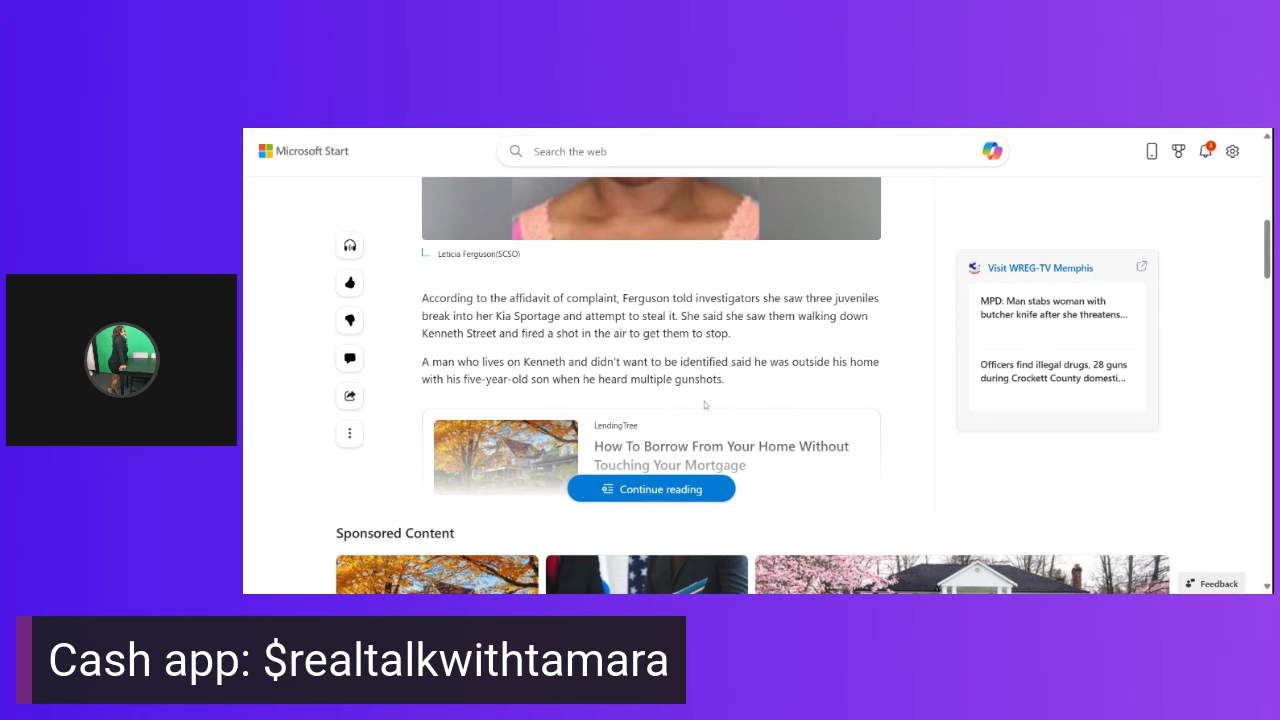 Microsoft Start
Search the web
1
Leticia Ferguson(SCSO)
According to the affidavit of complaint, Ferguson told investigators she saw three juveniles
break into her Kia Sportage and attempt to steal it. She said she saw them walking down
Kenneth Street and fired a shot in the air to get them to stop.
A man who lives on Kenneth and didn't want to be identified said he was outside his home
with his five-year-old son when he heard multiple gunshots.
LendingTree
How To Borrow From Your Home Without
Touching Your Mortgage
Continue reading
Sponsored Content
Visit WREG-TV Memphis
MPD: Man stabs woman with
butcher knife after she threatens...
Officers find illegal drugs, 28 guns
during Crockett County domesti...
Feedback
Cash app: $realtalkwithtamara